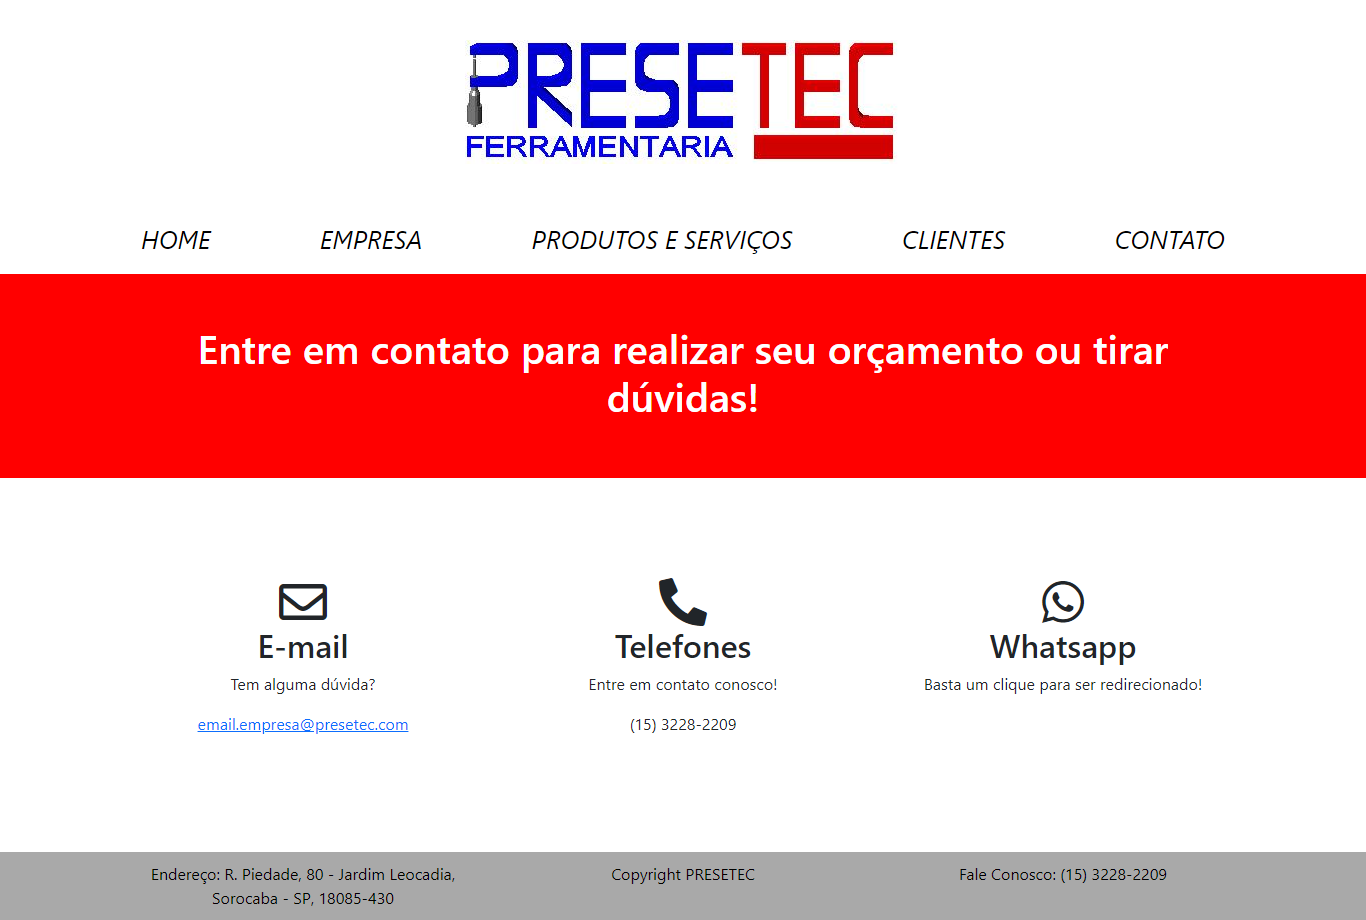 PRESETEC
FERRAMENTARIA
HOME EMPRESA PRODUTOS E SERVIÇOS CLIENTES CONTATO
Entre em contato para realizar seu orçamento ou tirar
dúvidas!
E-mail
Tem alguma dúvida?
email.empresa@presetec.com
Telefones
Entre em contato conosco!
(15) 3228-2209
Whatsapp
Basta um clique para ser redirecionado!
Endereço: R. Piedade, 80 - Jardim Leocadia,
Sorocaba - SP, 18085-430
Copyright PRESETEC
Fale Conosco: (15) 3228-2209